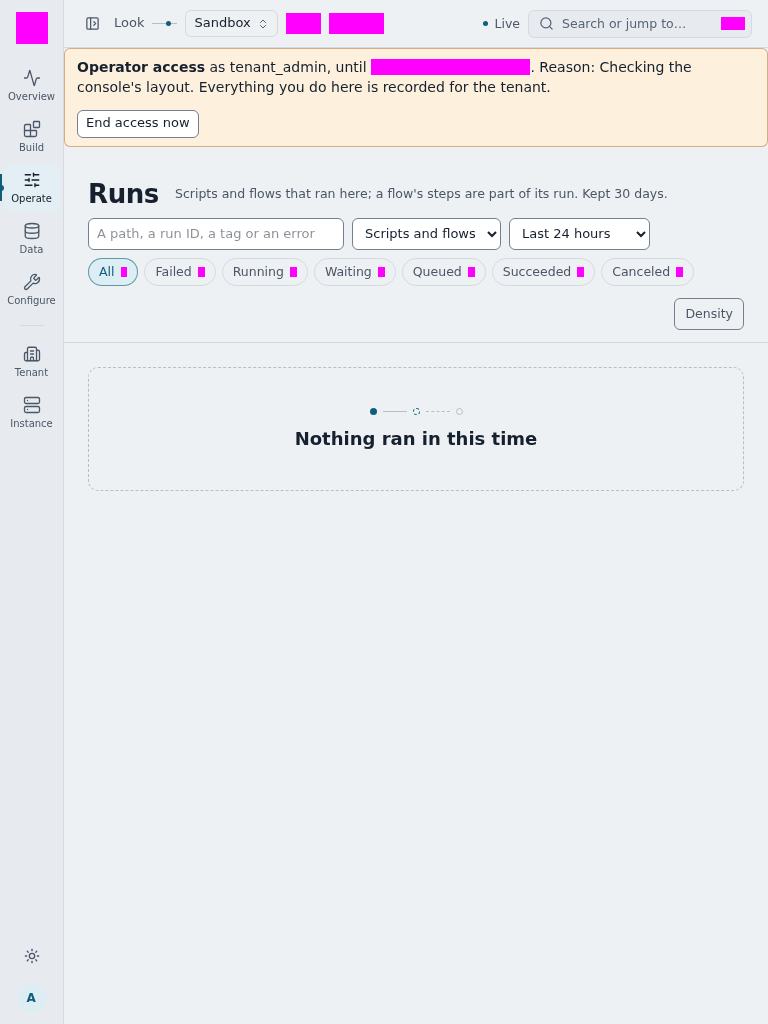 Look
Sandbox
Live
Search or jump to…
Overview
Build
Operate
Data
Configure
Tenant
Instance
A
Operator access as tenant_admin, until . Reason: Checking the
console's layout. Everything you do here is recorded for the tenant.
End access now
Runs
Scripts and flows that ran here; a flow's steps are part of its run. Kept 30 days.
A path, a run ID, a tag or an error
Scripts and flows
Last 24 hours
All
Failed
Running
Waiting
Queued
Succeeded
Canceled
Density
Nothing ran in this time